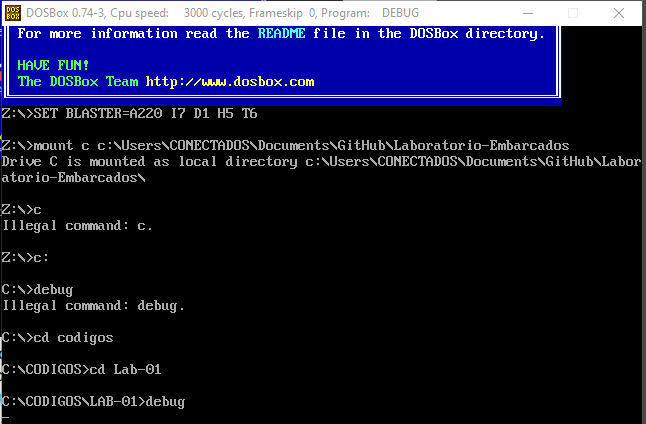 DOSBox 0.74-3, Cpu speed: 3000 cycles, Frameskip 0, Program: DEBUG
For more information read the README file in the DOSBox directory.
HAVE FUN!
The DOSBox Team http://www.dosbox.com
Z:\>SET BLASTER=A220 I7 D1 H5 T6
Z:\>mount c c:\Users\CONECTADOS\Documents\GitHub\Laboratorio-Embarcados
Drive C is mounted as local directory c:\Users\CONECTADOS\Documents\GitHub\Labor
atorio-Embarcados\
Z:\>c
Illegal command: c.
Z:\>c:
C:\>debug
Illegal command: debug.
C:\>cd codigos
C:\CODIGOS>cd Lab-01
C:\CODIGOS\LAB-01>debug
-